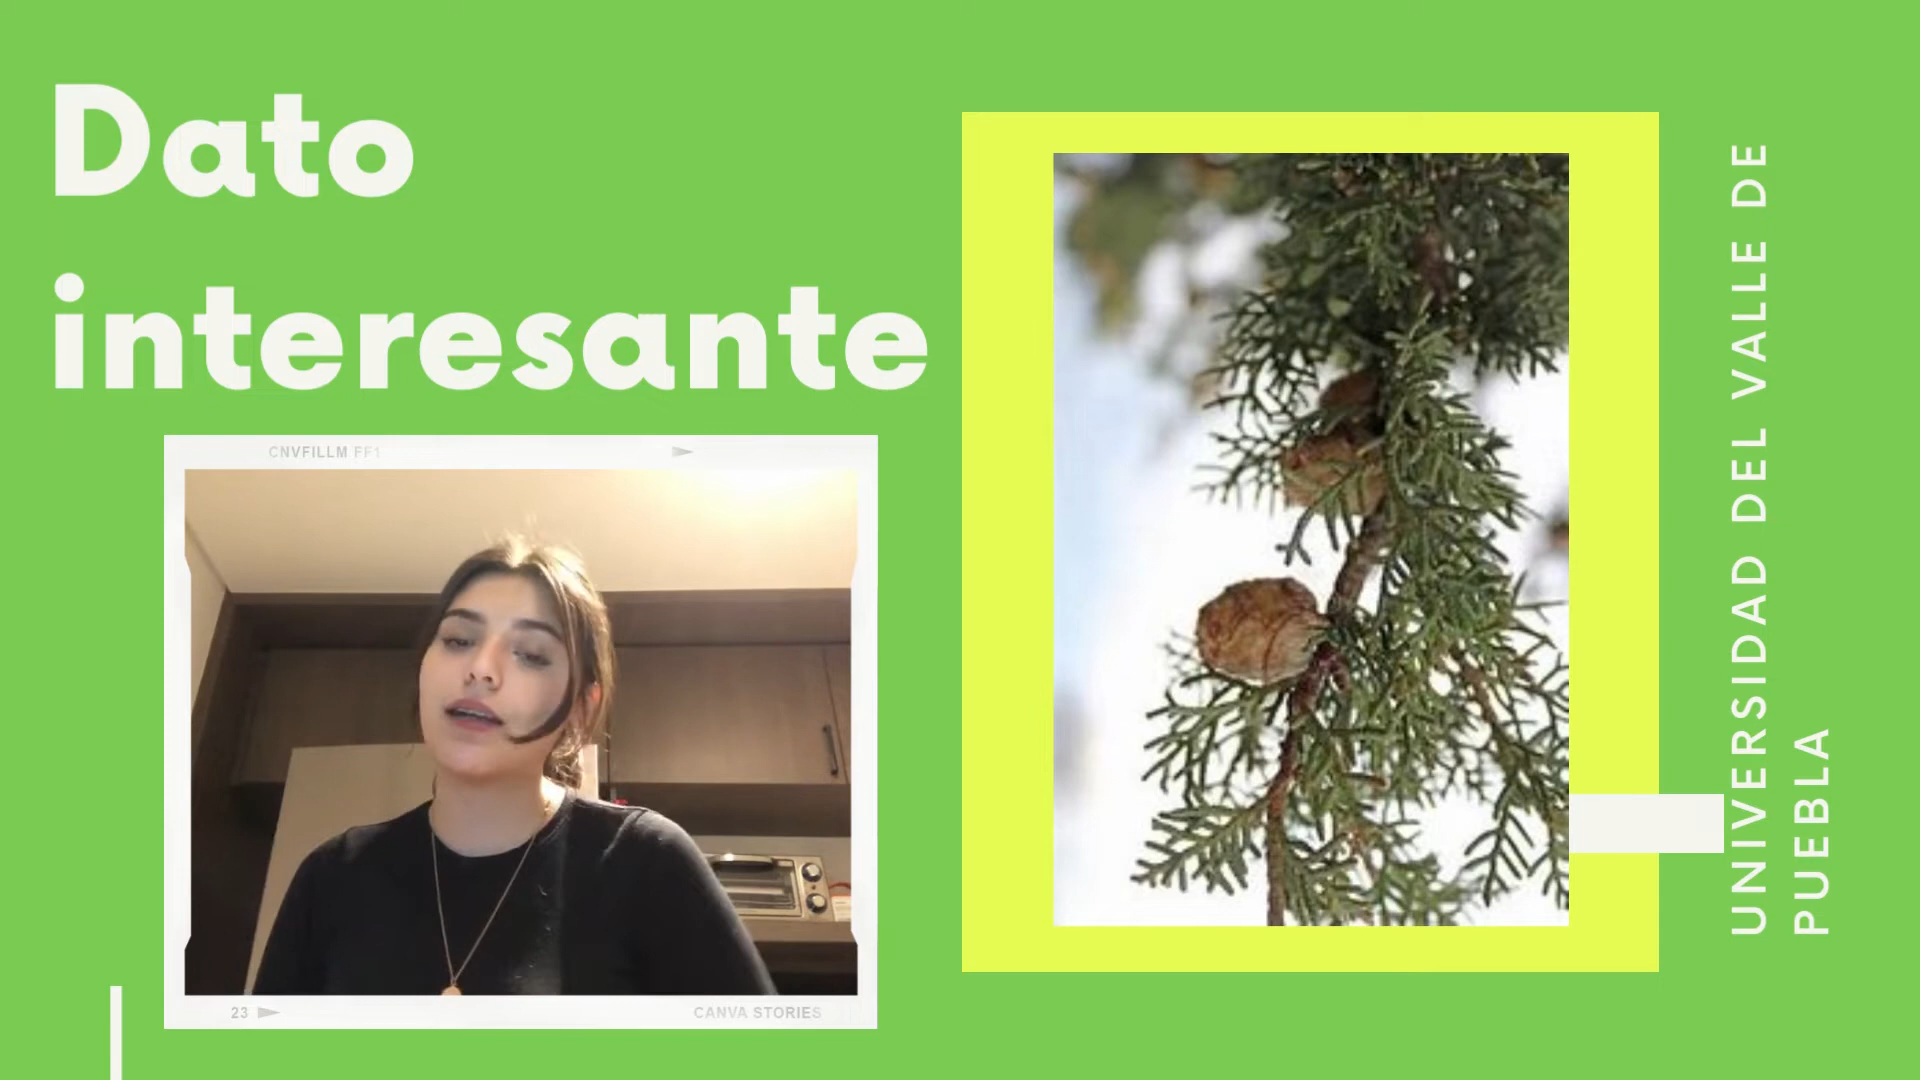 Dato
interesante
CNVFILLM FF1
23
CANVA STORIES
UNIVERSIDAD DEL VALLE DE
PUEBLA